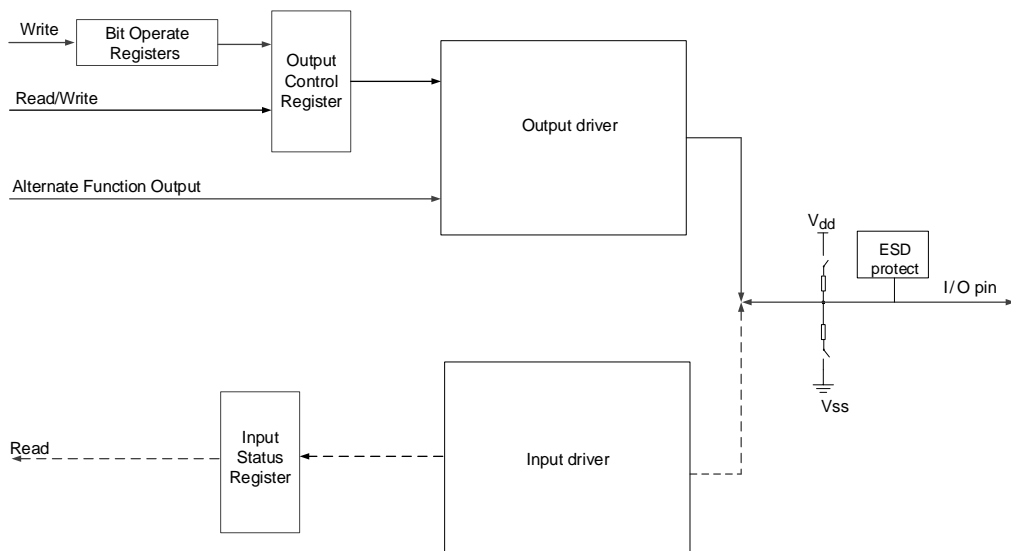 Write
Bit Operate
Registers
Read/Write
Output
Control
Register
Alternate Function Output
Output driver
Vdd
ESD
protect
I/O pin
Vss
Read
Input
Status
Register
Input driver